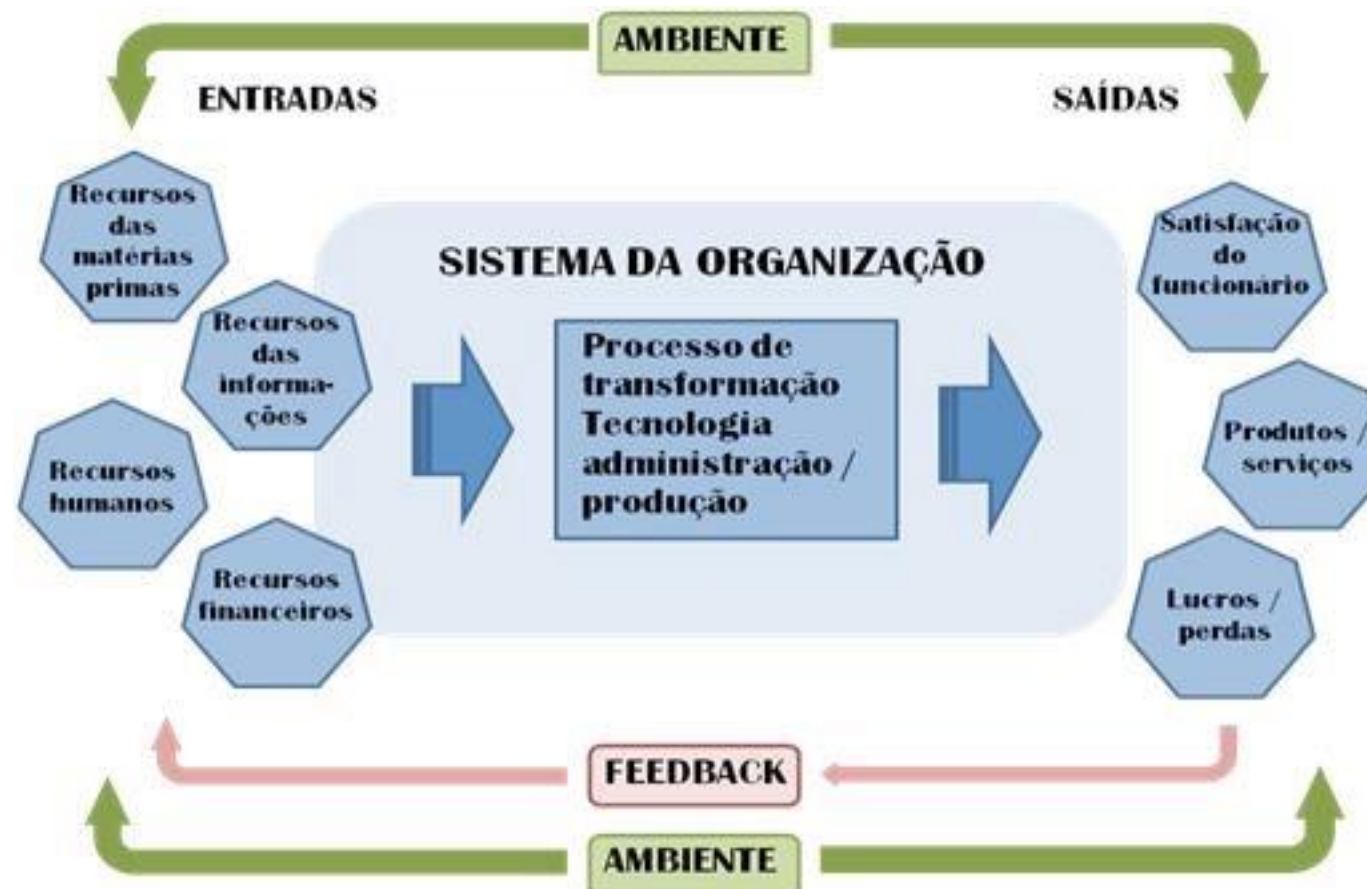 AMBIENTE
ENTRADAS
SAÍDAS
Recursos
das
matérias
primas
Recursos
das
informa-
ções
Recursos
humanos
Recursos
financeiros
SISTEMA DA ORGANIZAÇÃO
Processo de
transformação
Tecnologia
administração /
produção
Satisfação
do
funcionário
Produtos /
serviços
Lucros /
perdas
FEEDBACK
AMBIENTE